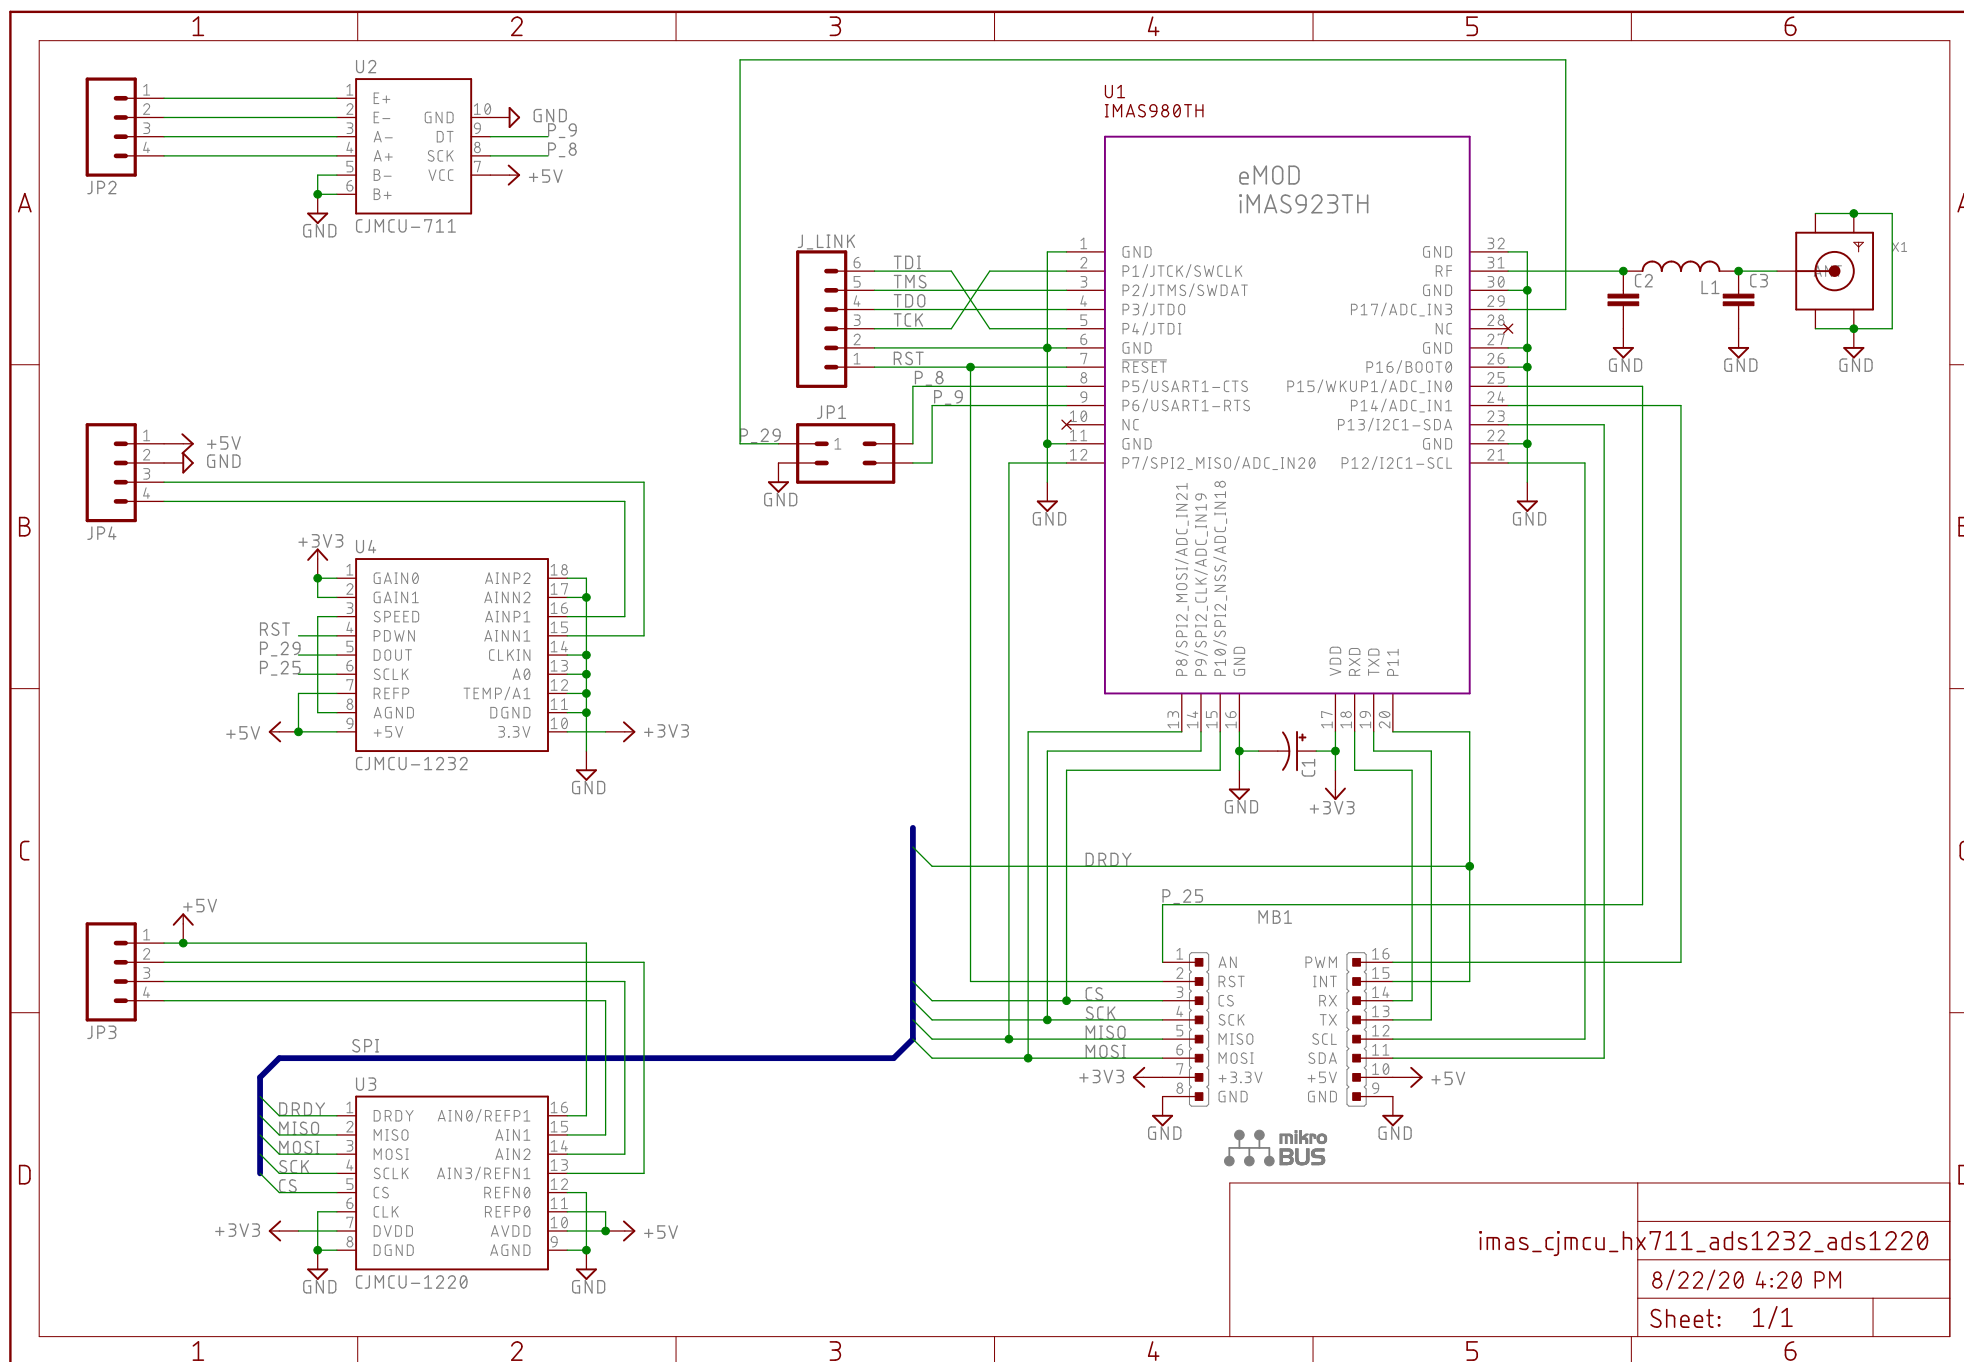 1 2 3 4 5 6
A
B
C
D
JP2
1
2
3
4
U2
1 E+
2 E-
3 A-
4 A+
5 B-
6 B+
GND 10
DT 9
SCK 8
VCC 7
GND
P_9
P_8
+5V
GND
CJMCU-711
JP4
1
2
3
4
+5V
GND
+3V3
U4
1 GAIN0
2 GAIN1
3 SPEED
4 PDWN
5 DOUT
6 SCLK
7 REFP
8 AGND
9 +5V
AINP2 18
AINN2 17
AINP1 16
AINN1 15
CLKIN 14
A0 13
TEMP/A1 12
DGND 11
3.3V 10
RST
P_29
P_25
+5V
+3V3
GND
CJMCU-1232
JP3
1
2
3
4
+5V
SPI
U3
DRDY
MISO
MOSI
SCK
CS
1 DRDY
2 MISO
3 MOSI
4 SCLK
5 CS
6 CLK
7 DVDD
8 DGND
AIN0/REFP1 16
AIN1 15
AIN2 14
AIN3/REFN1 13
REFN0 12
REFP0 11
AVDD 10
AGND 9
+3V3
+5V
GND
GND
CJMCU-1220
J_LINK
6 TDI
5 TMS
4 TDO
3 TCK
2
1 RST
P_8
P_9
JP1
1
P_29
GND
U1
IMAS980TH
eMOD
iMAS923TH
1 GND
2 P1/JTCK/SWCLK
3 P2/JTMS/SWDAT
4 P3/JTDO
5 P4/JTDI
6 GND
7 RESET
8 P5/USART1-CTS
9 P6/USART1-RTS
10 NC
11 GND
12 P7/SPI2_MISO/ADC_IN20
GND 32
RF 31
GND 30
P17/ADC_IN3 29
NC 28
GND 27
P16/BOOT0 26
P15/WKUP1/ADC_IN0 25
P14/ADC_IN1 24
P13/I2C1-SDA 23
GND 22
P12/I2C1-SCL 21
13 P8/SPI2_MOSI/ADC_IN21
14 P9/SPI2_CLK/ADC_IN19
15 P10/SPI2_NSS/ADC_IN18
16 GND
17 VDD
18 RXD
19 TXD
20 P11
GND
GND
C1
GND
+3V3
C2
L1
C3
X1
GND
GND
GND
DRDY
P_25
MB1
CS
SCK
MISO
MOSI
1 AN
2 RST
3 CS
4 SCK
5 MISO
6 MOSI
7 +3.3V
8 GND
PWM 16
INT 15
RX 14
TX 13
SCL 12
SDA 11
+5V 10
GND 9
+3V3
+5V
GND
GND
mikro
BUS
imas_cjmcu_hx711_ads1232_ads1220
8/22/20 4:20 PM
Sheet: 1/1
1 2 3 4 5 6